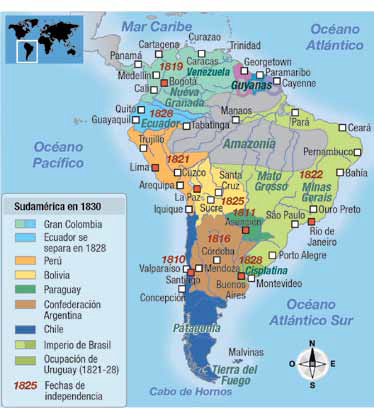 Mar Caribe
Océano
Atlántico
Curazao
Trinidad
Cartagena
Panamá
Caracas
Venezuela
1819
Medellín
Bogotá
Cali
Nueva
Granada
Georgetown
Paramaribo
Cayenne
Guyanas
Quito
1828
Ecuador
Guayaquil
Tabatinga
Manaos
Pará
Ceará
Amazonía
Trujillo
Pernambuco
Océano
Pacífico
Perú
1821
Lima
Cuzco
Arequipa
La Paz
Santa
Cruz
Sucre
1825
Mato
Grosso
1822
Minas
Gerais
Bahía
Iquique
1811
Asunción
São Paulo
Ouro Preto
Rio de
Janeiro
1816
Córdoba
1810
Valparaíso
Mendoza
Santiago
Concepción
1828
Cisplatina
Porto Alegre
Buenos
Aires
Montevideo
Océano
Atlántico Sur
Patagonia
Malvinas
Tierra del
Fuego
Cabo de Hornos
N
O
E
S
Sudamérica en 1830
Gran Colombia
Ecuador se
separa en 1828
Perú
Bolivia
Paraguay
Confederación
Argentina
Chile
Imperio de Brasil
Ocupación de
Uruguay (1821-28)
1825 Fechas de
independencia